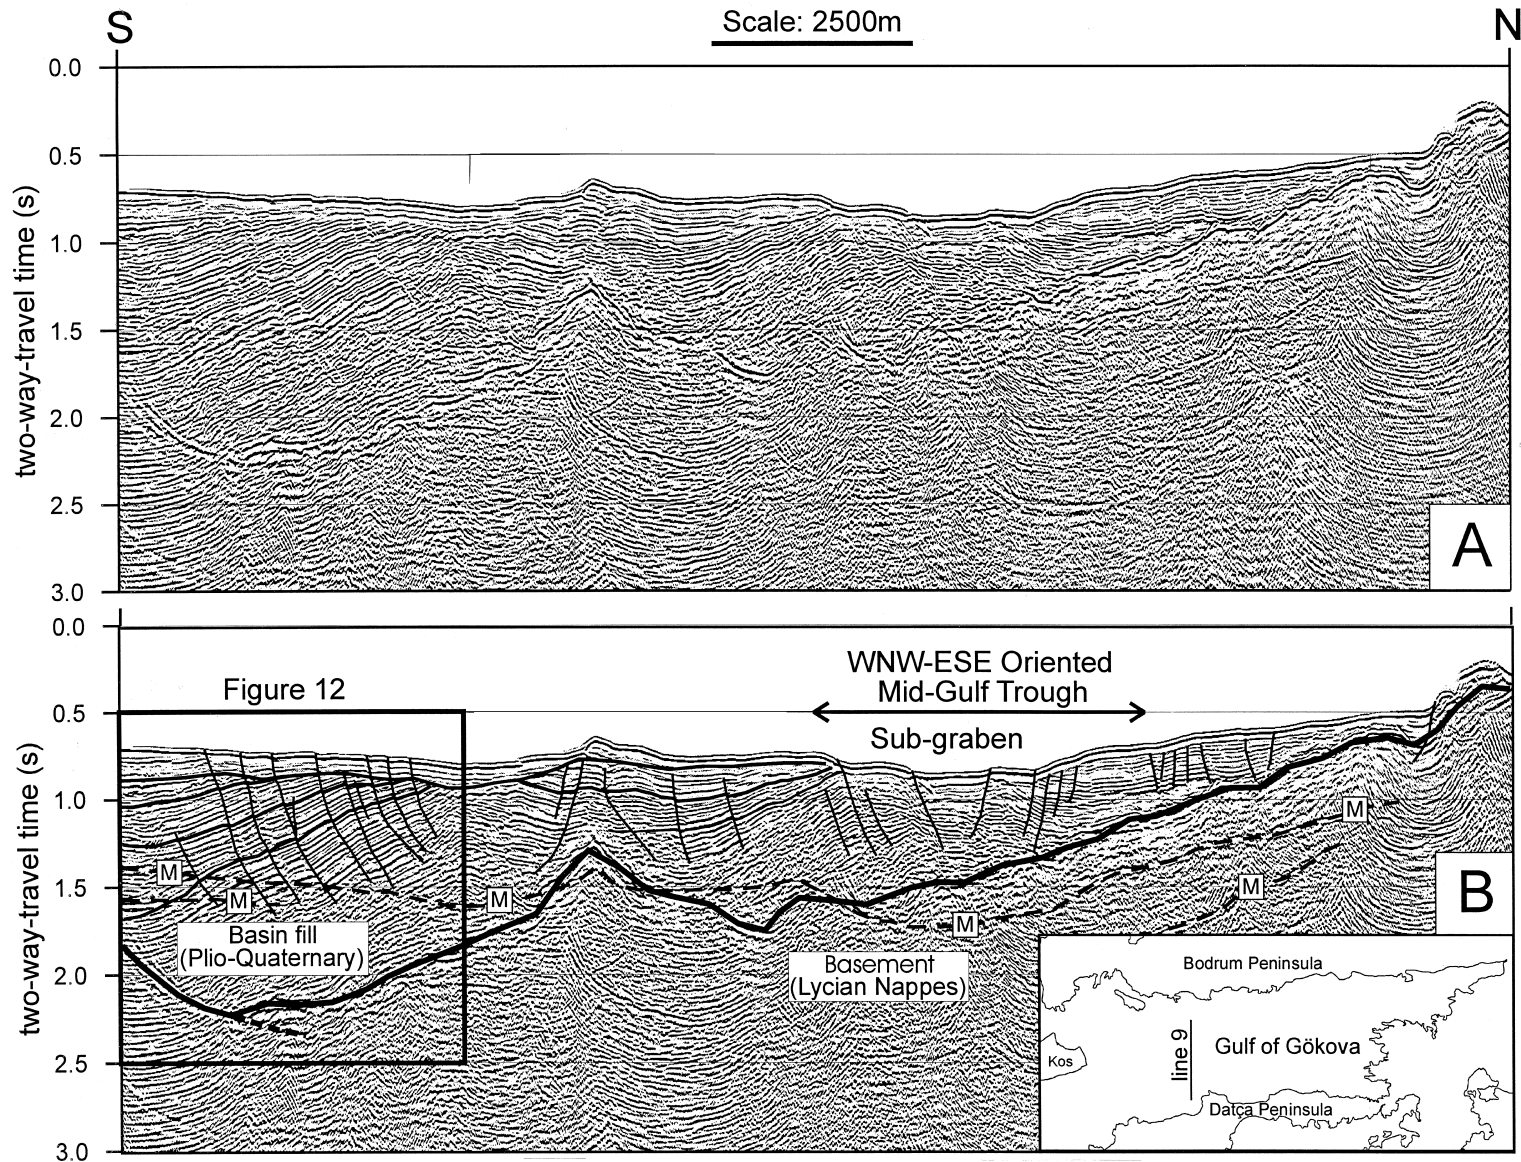 S
Scale: 2500m
N
0.0
0.5
1.0
1.5
2.0
2.5
3.0
two-way-travel time (s)
A
0.0
0.5
1.0
1.5
2.0
2.5
3.0
two-way-travel time (s)
Figure 12
WNW-ESE Oriented
Mid-Gulf Trough
Sub-graben
M
M
M
M
M
M
Basin fill
(Plio-Quaternary)
Basement
(Lycian Nappes)
B
Bodrum Peninsula
Kos
line 9
Gulf of Gökova
Datça Peninsula